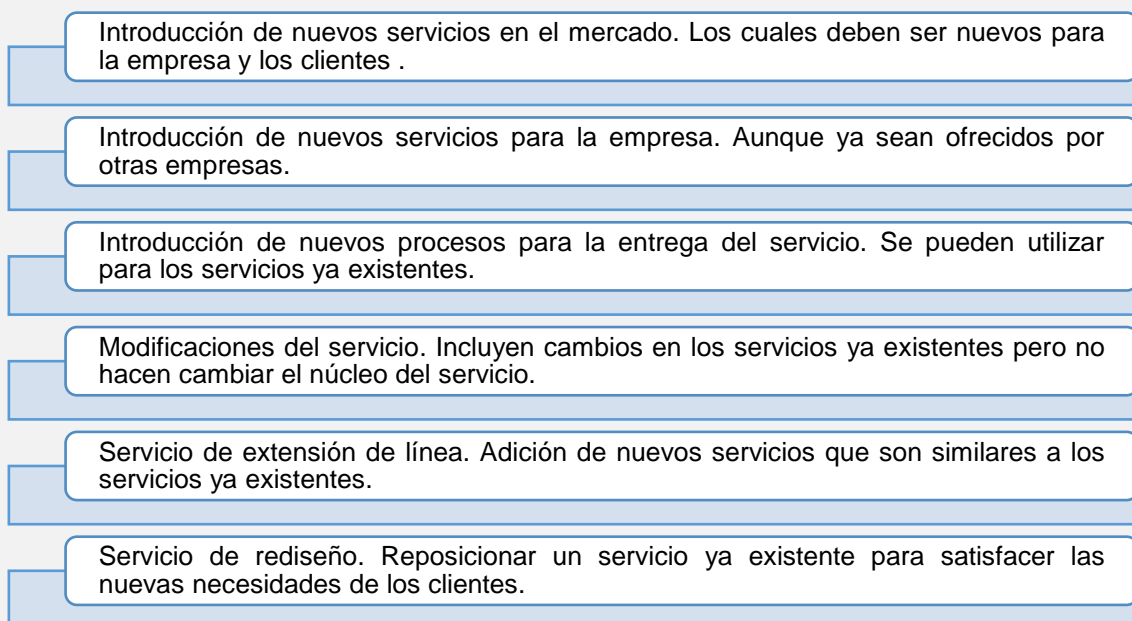 Introducción de nuevos servicios en el mercado. Los cuales deben ser nuevos para
la empresa y los clientes .
Introducción de nuevos servicios para la empresa. Aunque ya sean ofrecidos por
otras empresas.
Introducción de nuevos procesos para la entrega del servicio. Se pueden utilizar
para los servicios ya existentes.
Modificaciones del servicio. Incluyen cambios en los servicios ya existentes pero no
hacen cambiar el núcleo del servicio.
Servicio de extensión de línea. Adición de nuevos servicios que son similares a los
servicios ya existentes.
Servicio de rediseño. Reposicionar un servicio ya existente para satisfacer las
nuevas necesidades de los clientes.